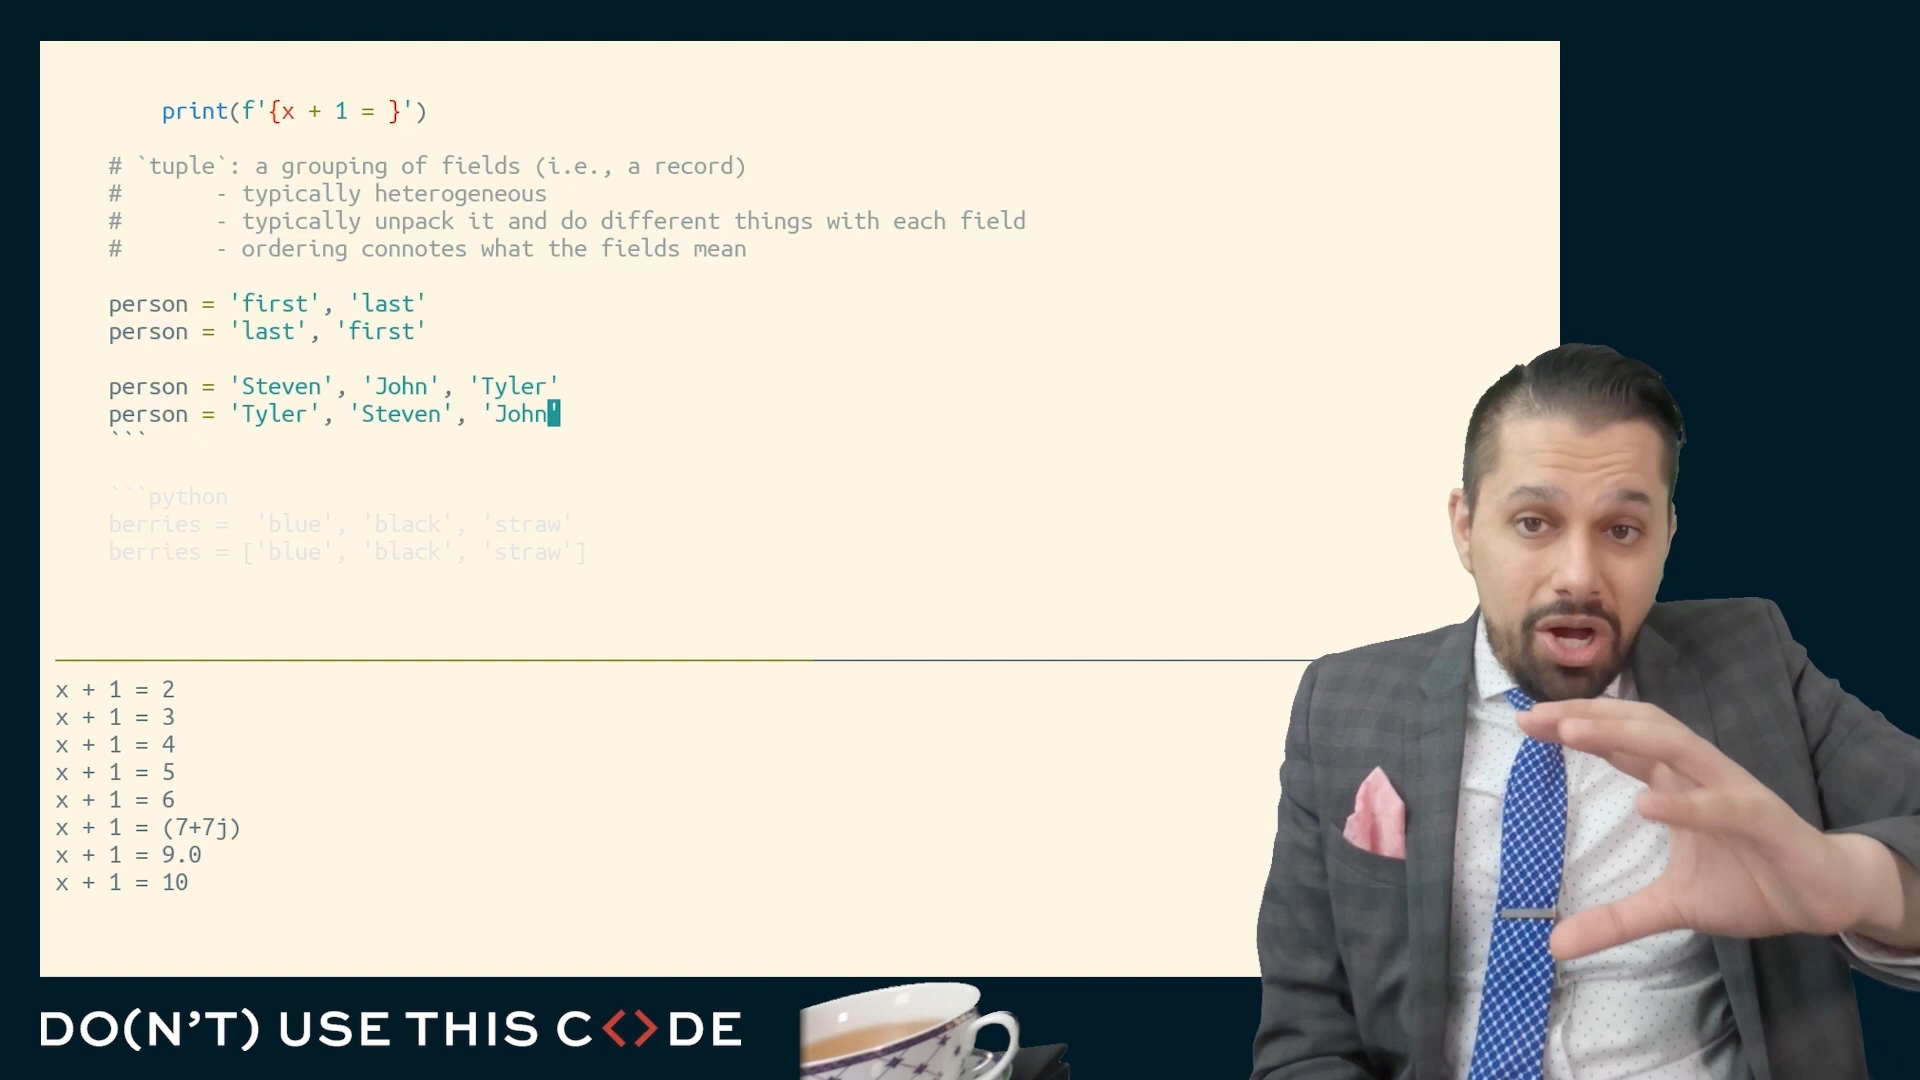 print(f'{x + 1 = }')
# `tuple`: a grouping of fields (i.e., a record)
#       - typically heterogeneous
#       - typically unpack it and do different things with each field
#       - ordering connotes what the fields mean
person = 'first', 'last'
person = 'last', 'first'
person = 'Steven', 'John', 'Tyler'
person = 'Tyler', 'Steven', 'John'
```
```python
berries =  'blue', 'black', 'straw'
berries = ['blue', 'black', 'straw']
x + 1 = 2
x + 1 = 3
x + 1 = 4
x + 1 = 5
x + 1 = 6
x + 1 = (7+7j)
x + 1 = 9.0
x + 1 = 10
DO(N'T) USE THIS C<>DE